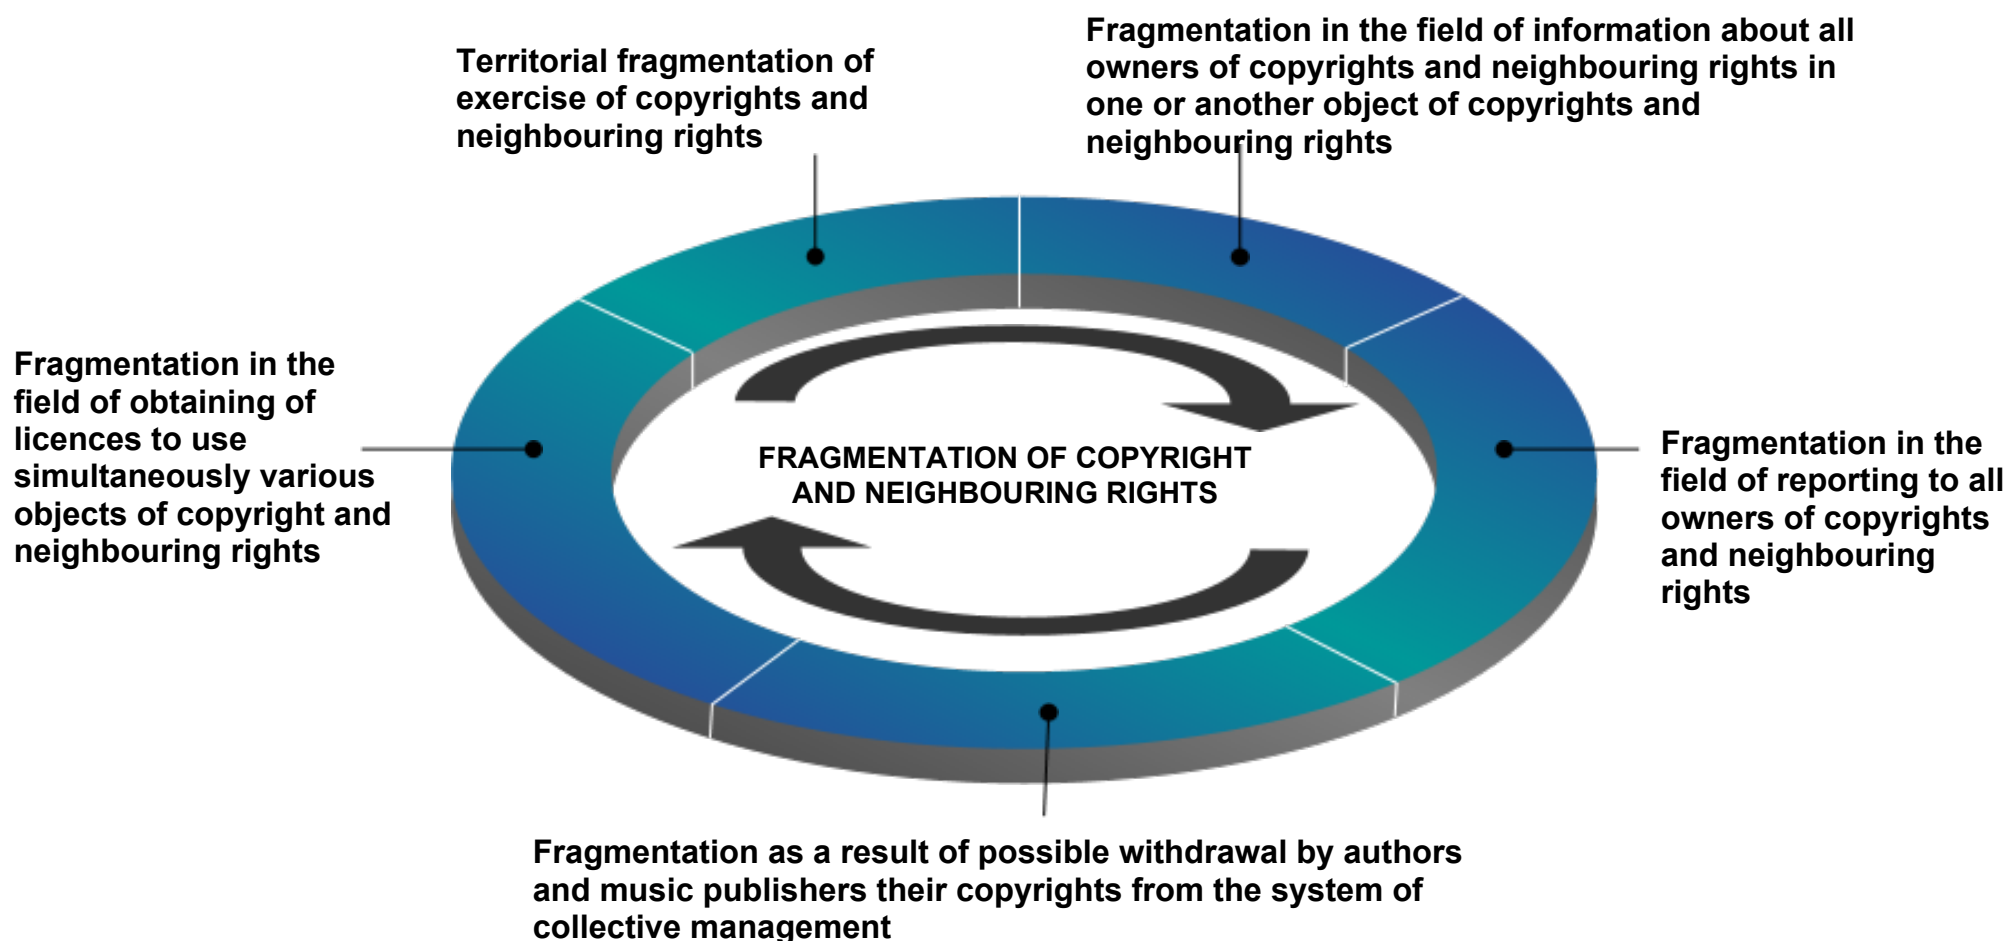 Territorial fragmentation of
exercise of copyrights and
neighbouring rights
Fragmentation in the field of information about all
owners of copyrights and neighbouring rights in
one or another object of copyrights and
neighbouring rights
Fragmentation in the
field of obtaining of
licences to use
simultaneously various
objects of copyright and
neighbouring rights
FRAGMENTATION OF COPYRIGHT
AND NEIGHBOURING RIGHTS
Fragmentation in the
field of reporting to all
owners of copyrights
and neighbouring
rights
Fragmentation as a result of possible withdrawal by authors
and music publishers their copyrights from the system of
collective management